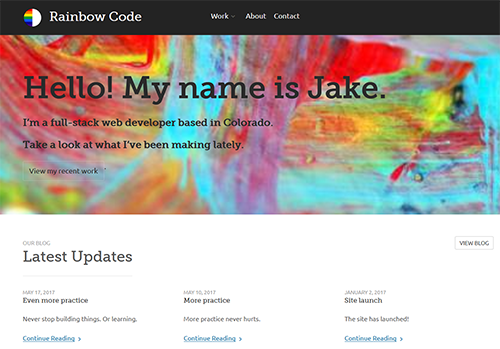 Rainbow Code
Work About Contact
Hello! My name is Jake.
I'm a full-stack web developer based in Colorado.
Take a look at what I've been making lately.
View my recent work
OUR BLOG
VIEW BLOG
Latest Updates
MAY 17, 2017
Even more practice
Never stop building things. Or learning.
Continue Reading
MAY 10, 2017
More practice
More practice never hurts.
Continue Reading
JANUARY 2, 2017
Site launch
The site has launched!
Continue Reading